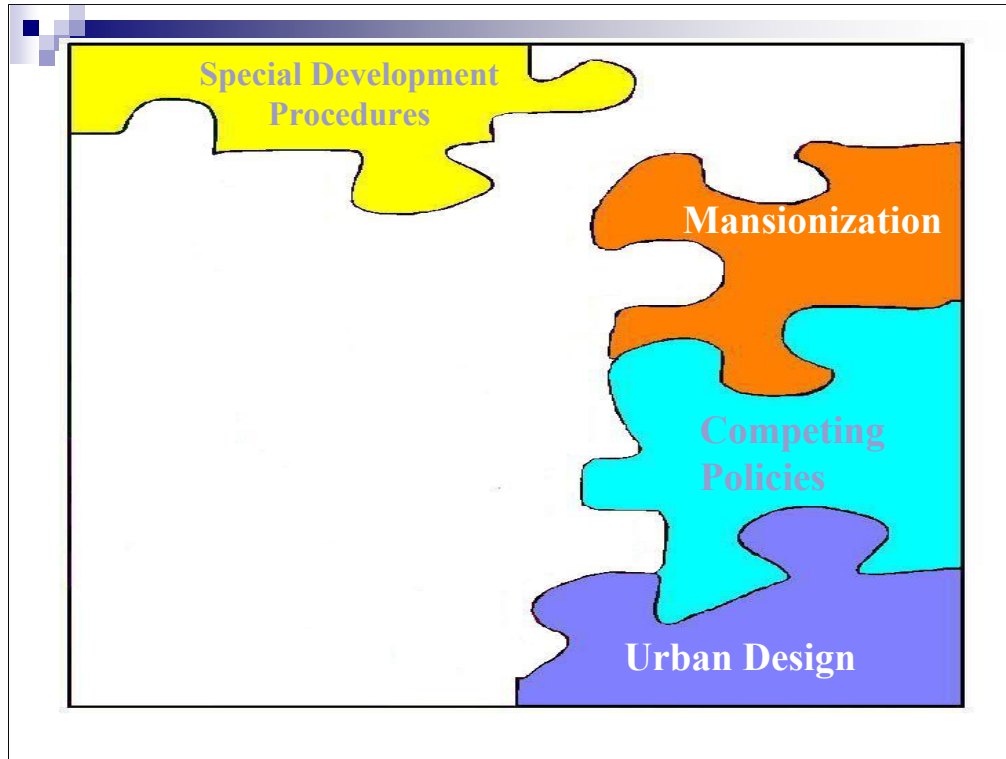 Special Development
Procedures
Mansionization
Competing
Policies
Urban Design